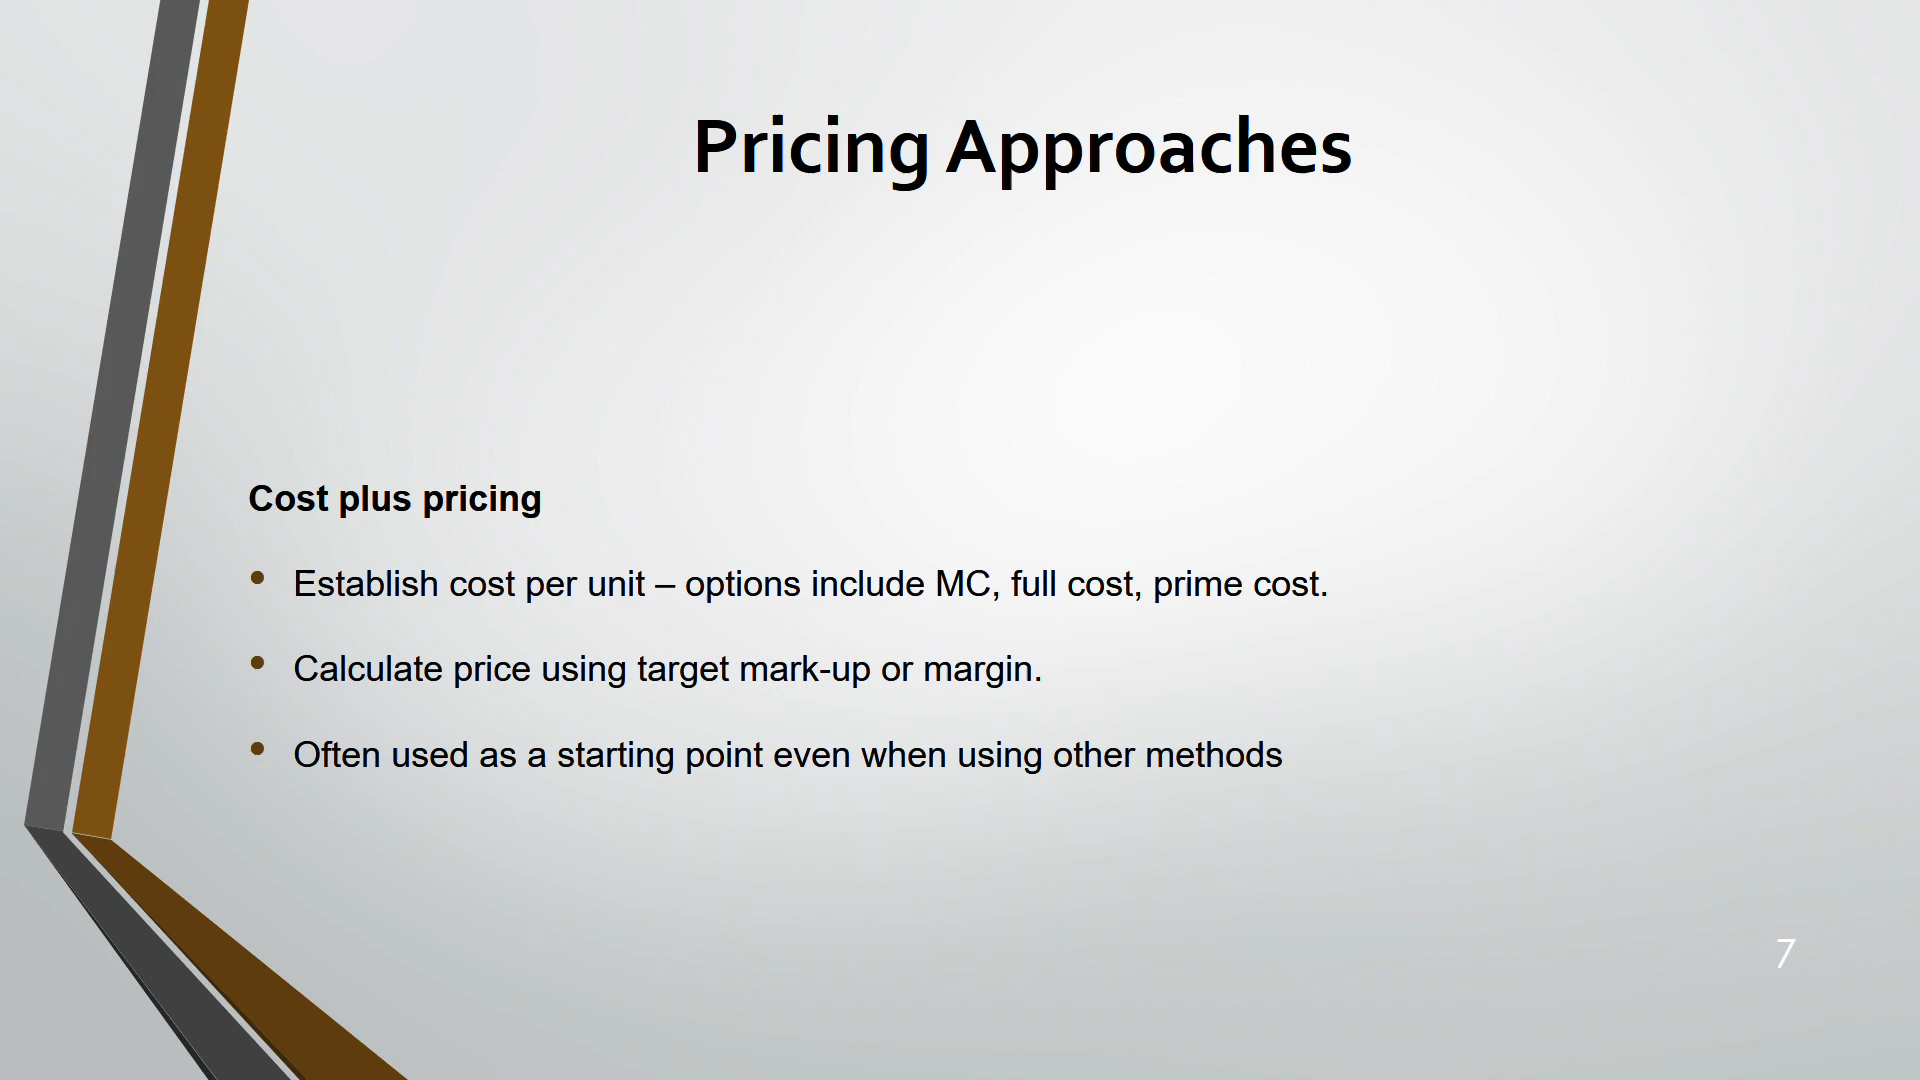 Pricing Approaches
Cost plus pricing
• Establish cost per unit – options include MC, full cost, prime cost.
• Calculate price using target mark-up or margin.
• Often used as a starting point even when using other methods
7